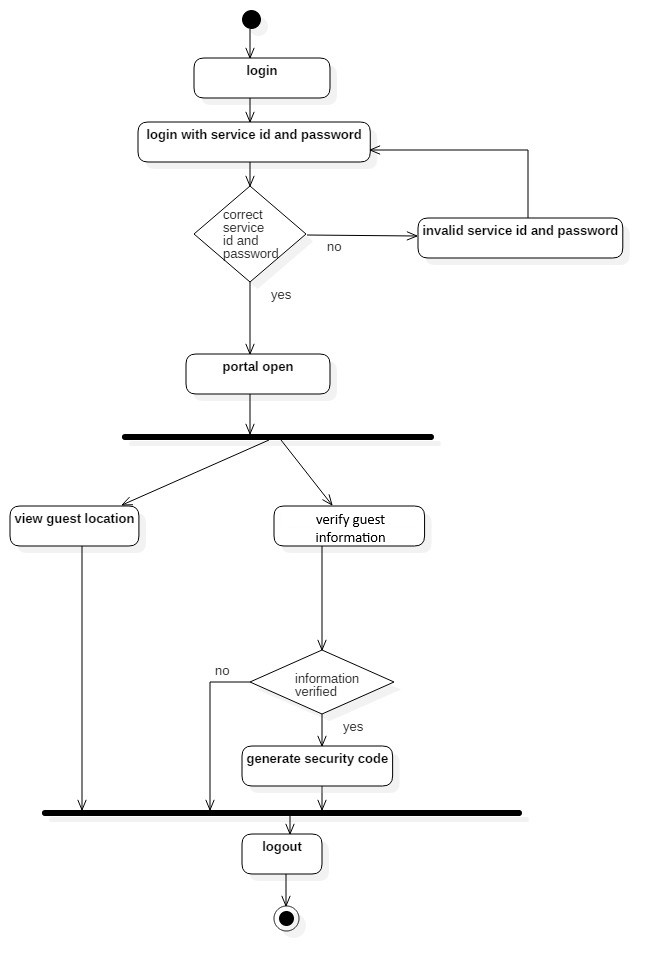 login
login with service id and password
correct
service
id and
password
no
invalid service id and password
yes
portal open
view guest location
verify guest
information
no
information
verified
yes
generate security code
logout